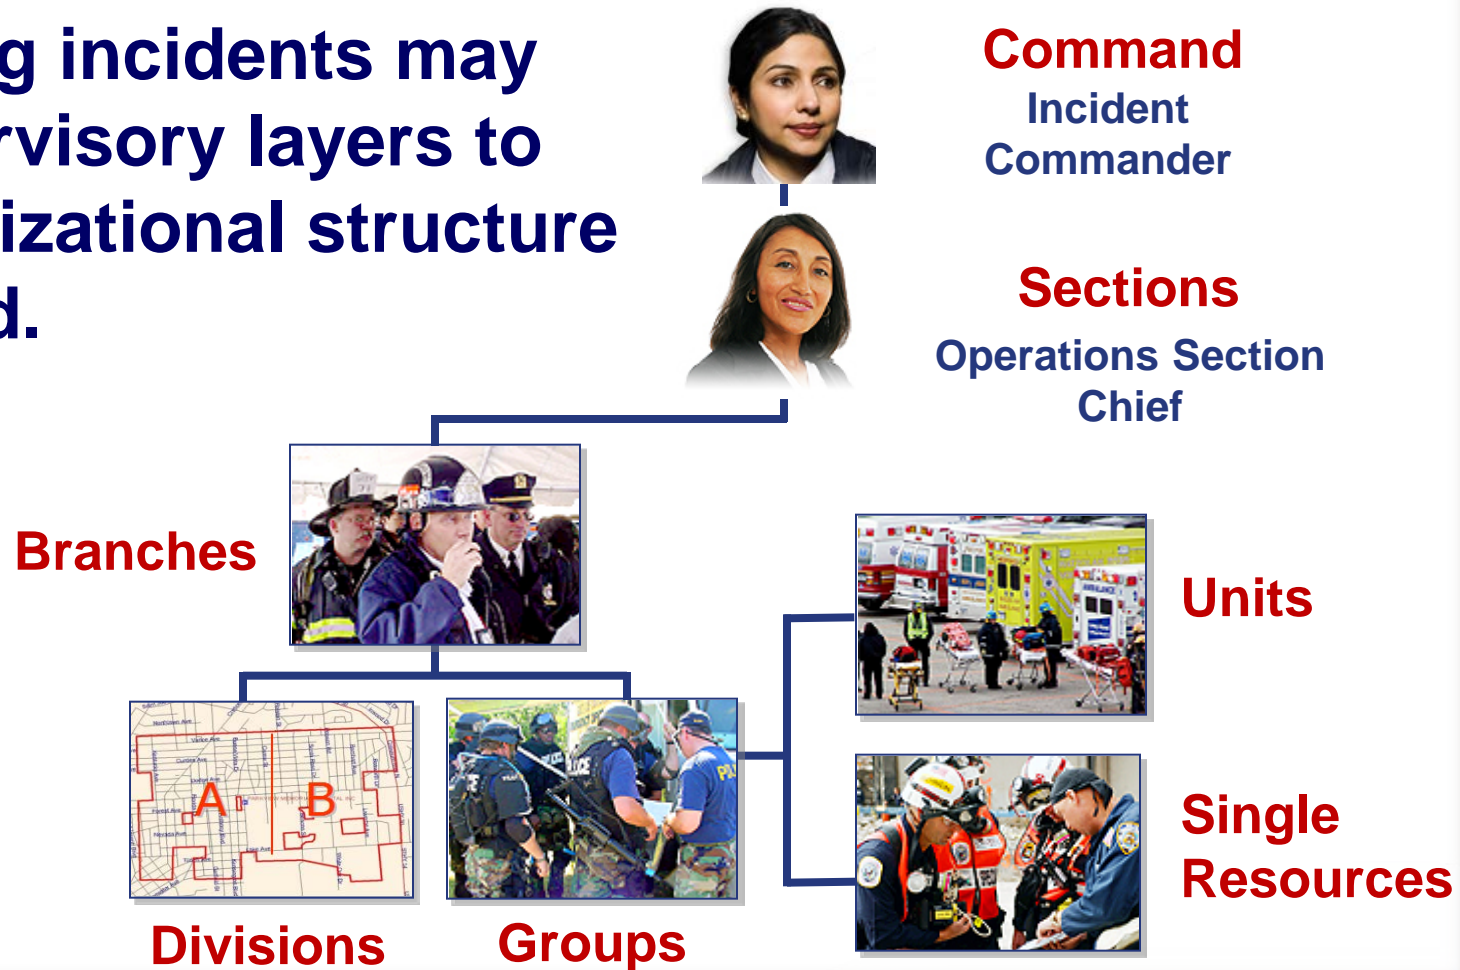 g incidents may
rvisory layers to
izational structure
d.
Command
Incident
Commander
Sections
Operations Section
Chief
Branches
Units
A
B
Single
Resources
Divisions
Groups